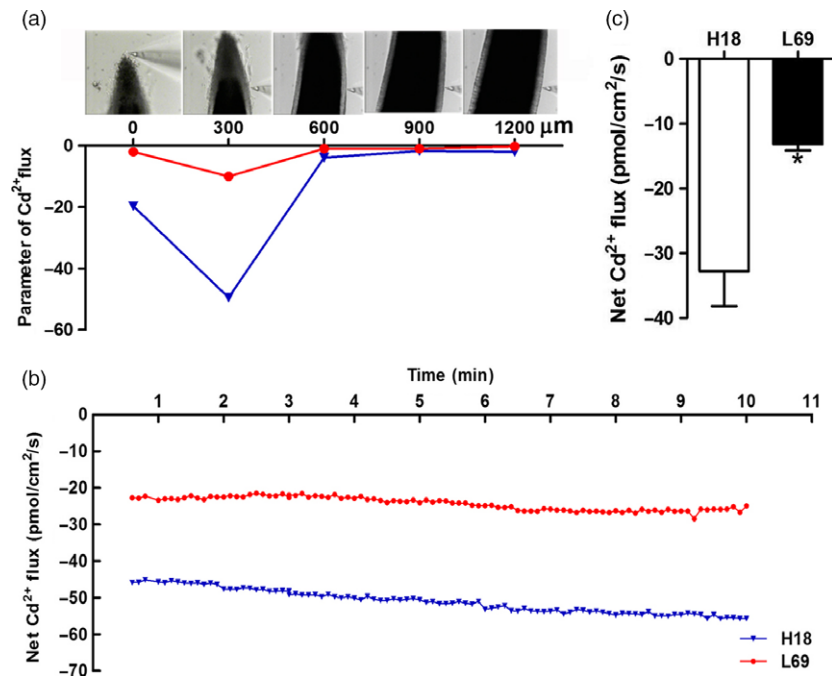 (a)
0 300 600 900 1200 μm
Parameter of Cd²⁺flux
0
−20
−40
−60
(c)
H18 L69
Net Cd²⁺ flux (pmol/cm²/s)
0
−10
−20
−30
−40
*
(b)
Time (min)
1 2 3 4 5 6 7 8 9 10 11
Net Cd²⁺ flux (pmol/cm²/s)
0
−10
−20
−30
−40
−50
−60
−70
H18
L69